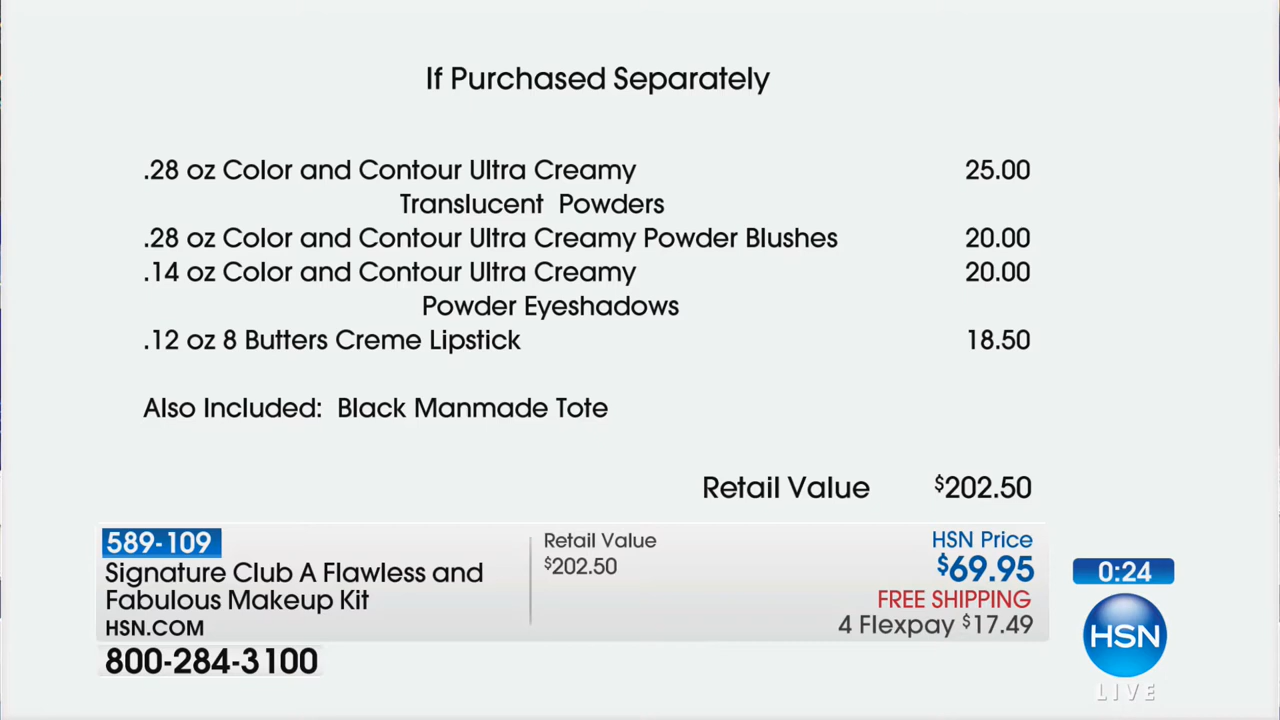 If Purchased Separately
.28 oz Color and Contour Ultra Creamy 25.00
Translucent Powders
.28 oz Color and Contour Ultra Creamy Powder Blushes 20.00
.14 oz Color and Contour Ultra Creamy 20.00
Powder Eyeshadows
.12 oz 8 Butters Creme Lipstick 18.50
Also Included: Black Manmade Tote
Retail Value $202.50
589-109
Signature Club A Flawless and
Fabulous Makeup Kit
HSN.COM
800-284-3100
Retail Value
$202.50
HSN Price
$69.95
FREE SHIPPING
4 Flexpay $17.49
0:24
HSN
LIVE